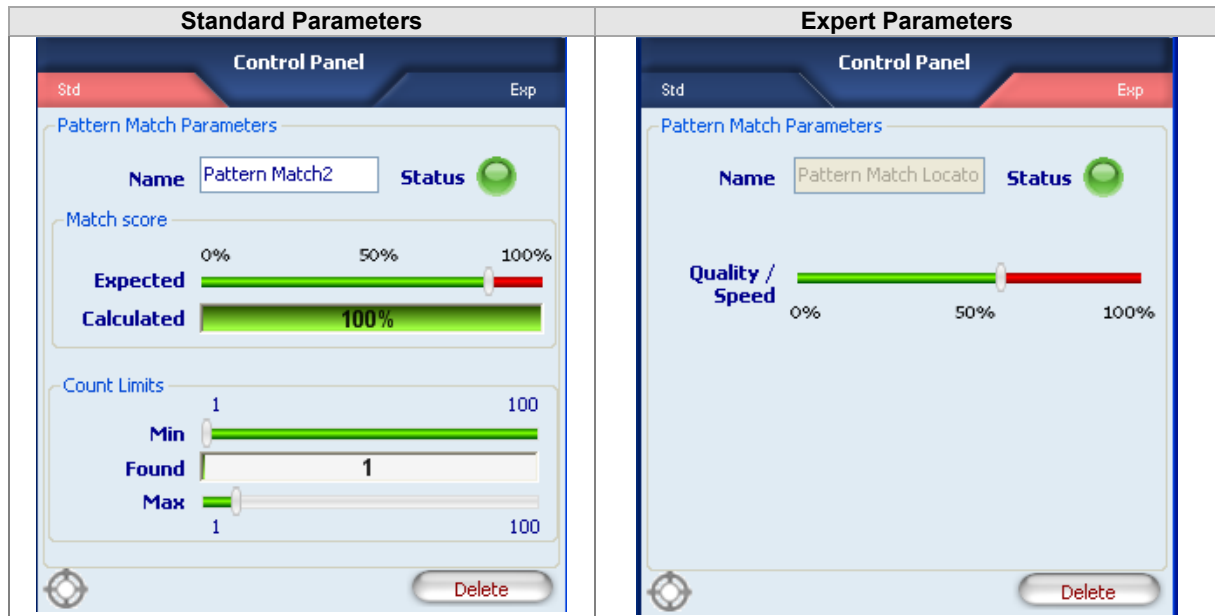 Standard Parameters
Expert Parameters
Control Panel
Std
Exp
Pattern Match Parameters
Name
Pattern Match2
Status
Match score
0%
50%
100%
Expected
Calculated
100%
Count Limits
1
100
Min
Found
1
Max
1
100
Delete
Control Panel
Std
Exp
Pattern Match Parameters
Name
Pattern Match Locato
Status
Quality /
Speed
0%
50%
100%
Delete